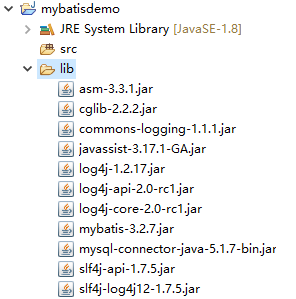 mybatisdemo
JRE System Library [JavaSE-1.8]
src
lib
asm-3.3.1.jar
cglib-2.2.2.jar
commons-logging-1.1.1.jar
javassist-3.17.1-GA.jar
log4j-1.2.17.jar
log4j-api-2.0-rc1.jar
log4j-core-2.0-rc1.jar
mybatis-3.2.7.jar
mysql-connector-java-5.1.7-bin.jar
slf4j-api-1.7.5.jar
slf4j-log4j12-1.7.5.jar